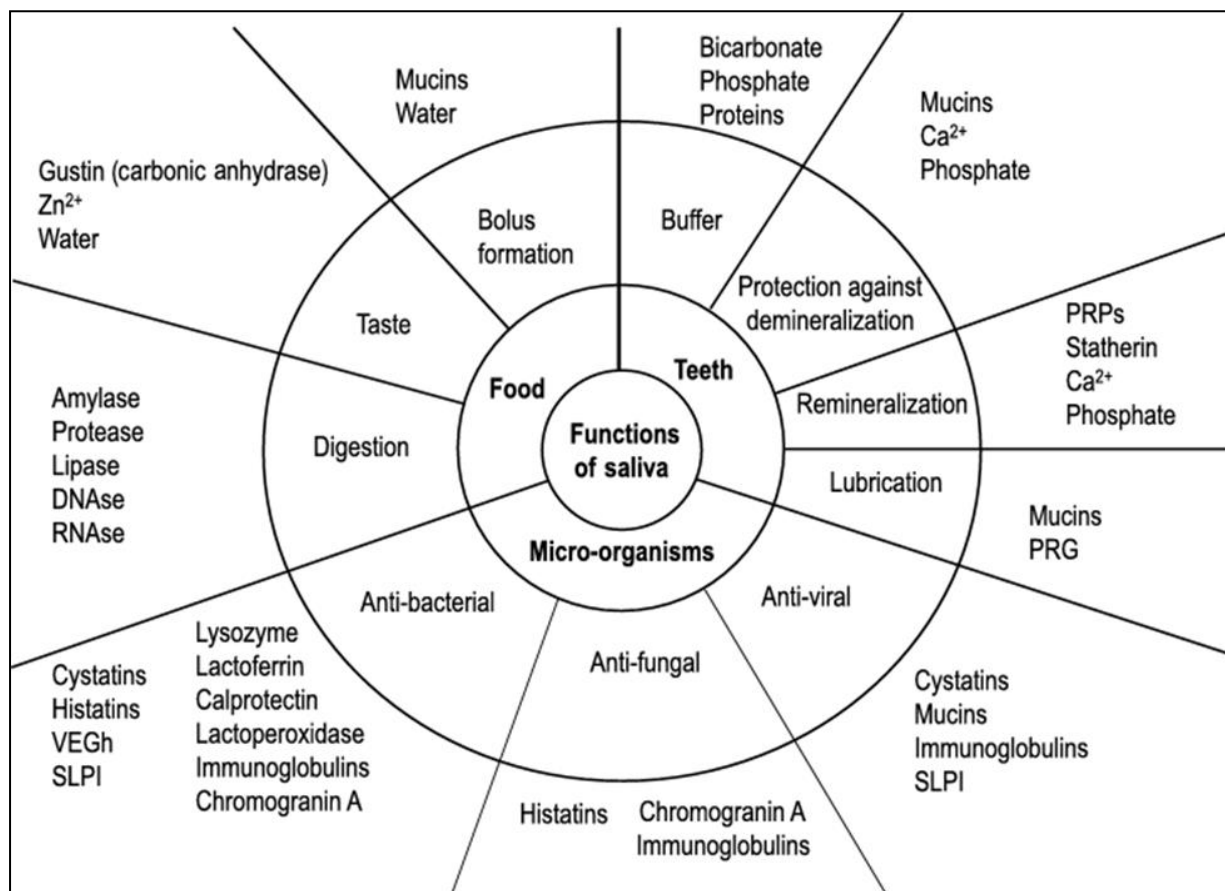 Mucins
Water
Bicarbonate
Phosphate
Proteins
Mucins
Ca²⁺
Phosphate
Gustin (carbonic anhydrase)
Zn²⁺
Water
Bolus
formation
Buffer
Taste
Protection against
demineralization
PRPs
Statherin
Ca²⁺
Phosphate
Food
Teeth
Remineralization
Amylase
Protease
Lipase
DNAse
RNAse
Digestion
Functions
of saliva
Lubrication
Mucins
PRG
Micro-organisms
Anti-bacterial
Anti-fungal
Anti-viral
Cystatins
Histatins
VEGh
SLPI
Lysozyme
Lactoferrin
Calprotectin
Lactoperoxidase
Immunoglobulins
Chromogranin A
Histatins
Chromogranin A
Immunoglobulins
Cystatins
Mucins
Immunoglobulins
SLPI